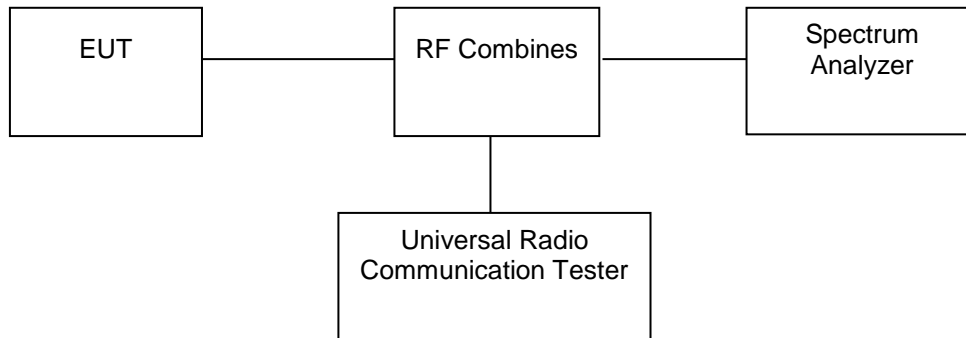 EUT
RF Combines
Spectrum
Analyzer
Universal Radio
Communication Tester